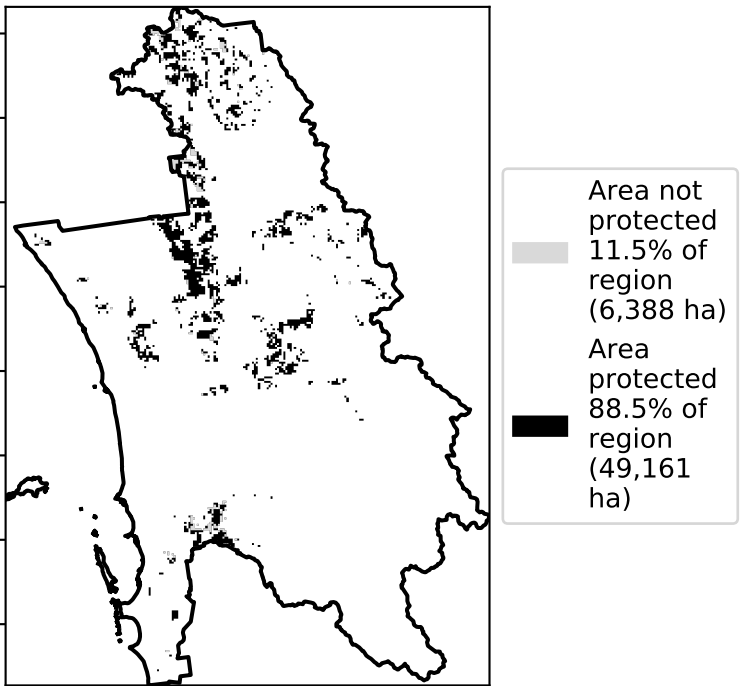 Area not
protected
11.5% of
region
(6,388 ha)
Area
protected
88.5% of
region
(49,161
ha)